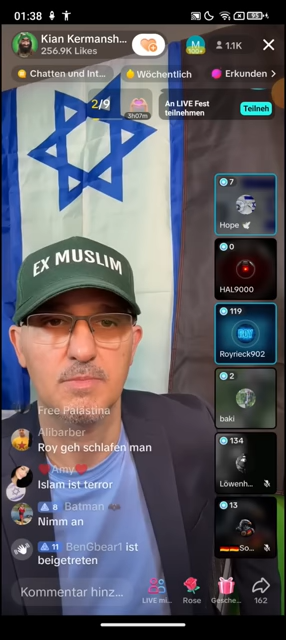 01:38
Kian Kermansh...
256.9K Likes
100+
1.1K
Chatten und Int...
Wöchentlich
Erkunden
2/9
3h07m
An LIVE Fest
teilnehmen
Teilneh
EX MUSLIM
7
Hope 🕊
0
HAL9000
119
Royrieck902
2
baki
134
Löwenh...
13
🇩🇪🇩🇪So...
Free Palästina
Alibarber
Roy geh schlafen man
❤️Amy❤️
Islam ist terror
8 Batman 🦇
Nimm an
11 BenGbear1 ist
beigetreten
Kommentar hinz...
LIVE mi...
Rose
Gesche...
162